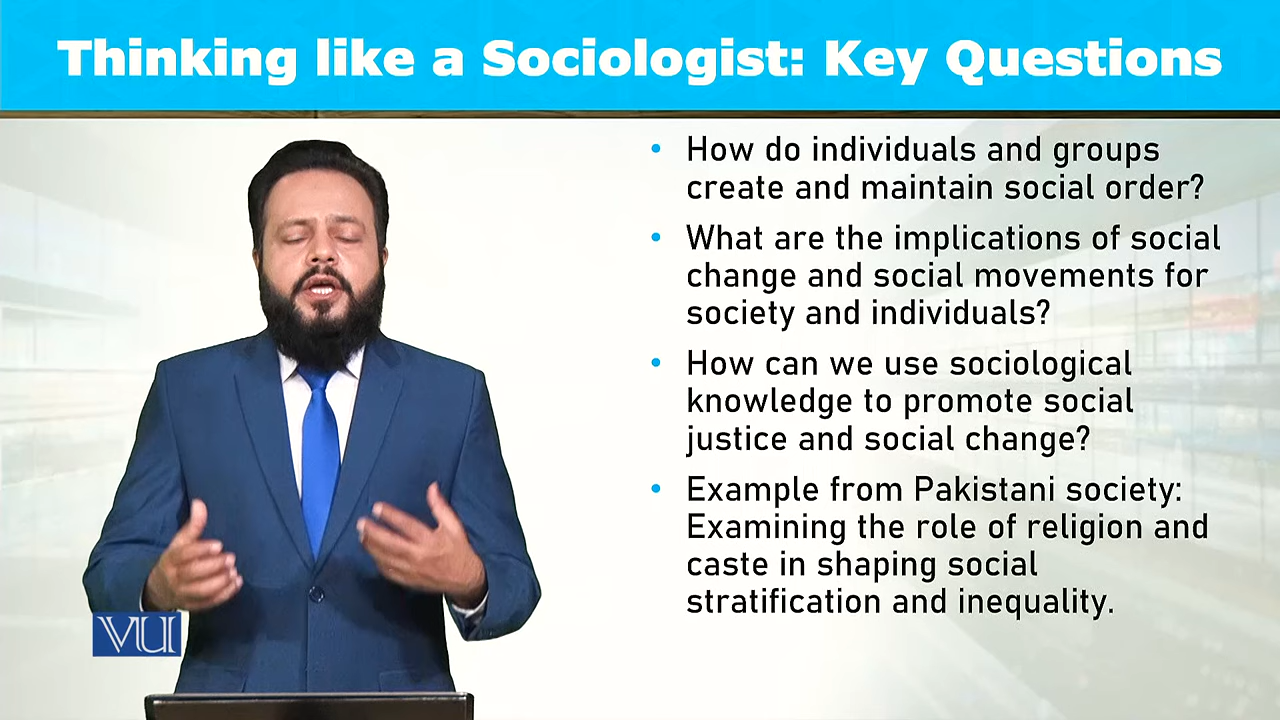 Thinking like a Sociologist: Key Questions
• How do individuals and groups
create and maintain social order?
• What are the implications of social
change and social movements for
society and individuals?
• How can we use sociological
knowledge to promote social
justice and social change?
• Example from Pakistani society:
Examining the role of religion and
caste in shaping social
stratification and inequality.
VU